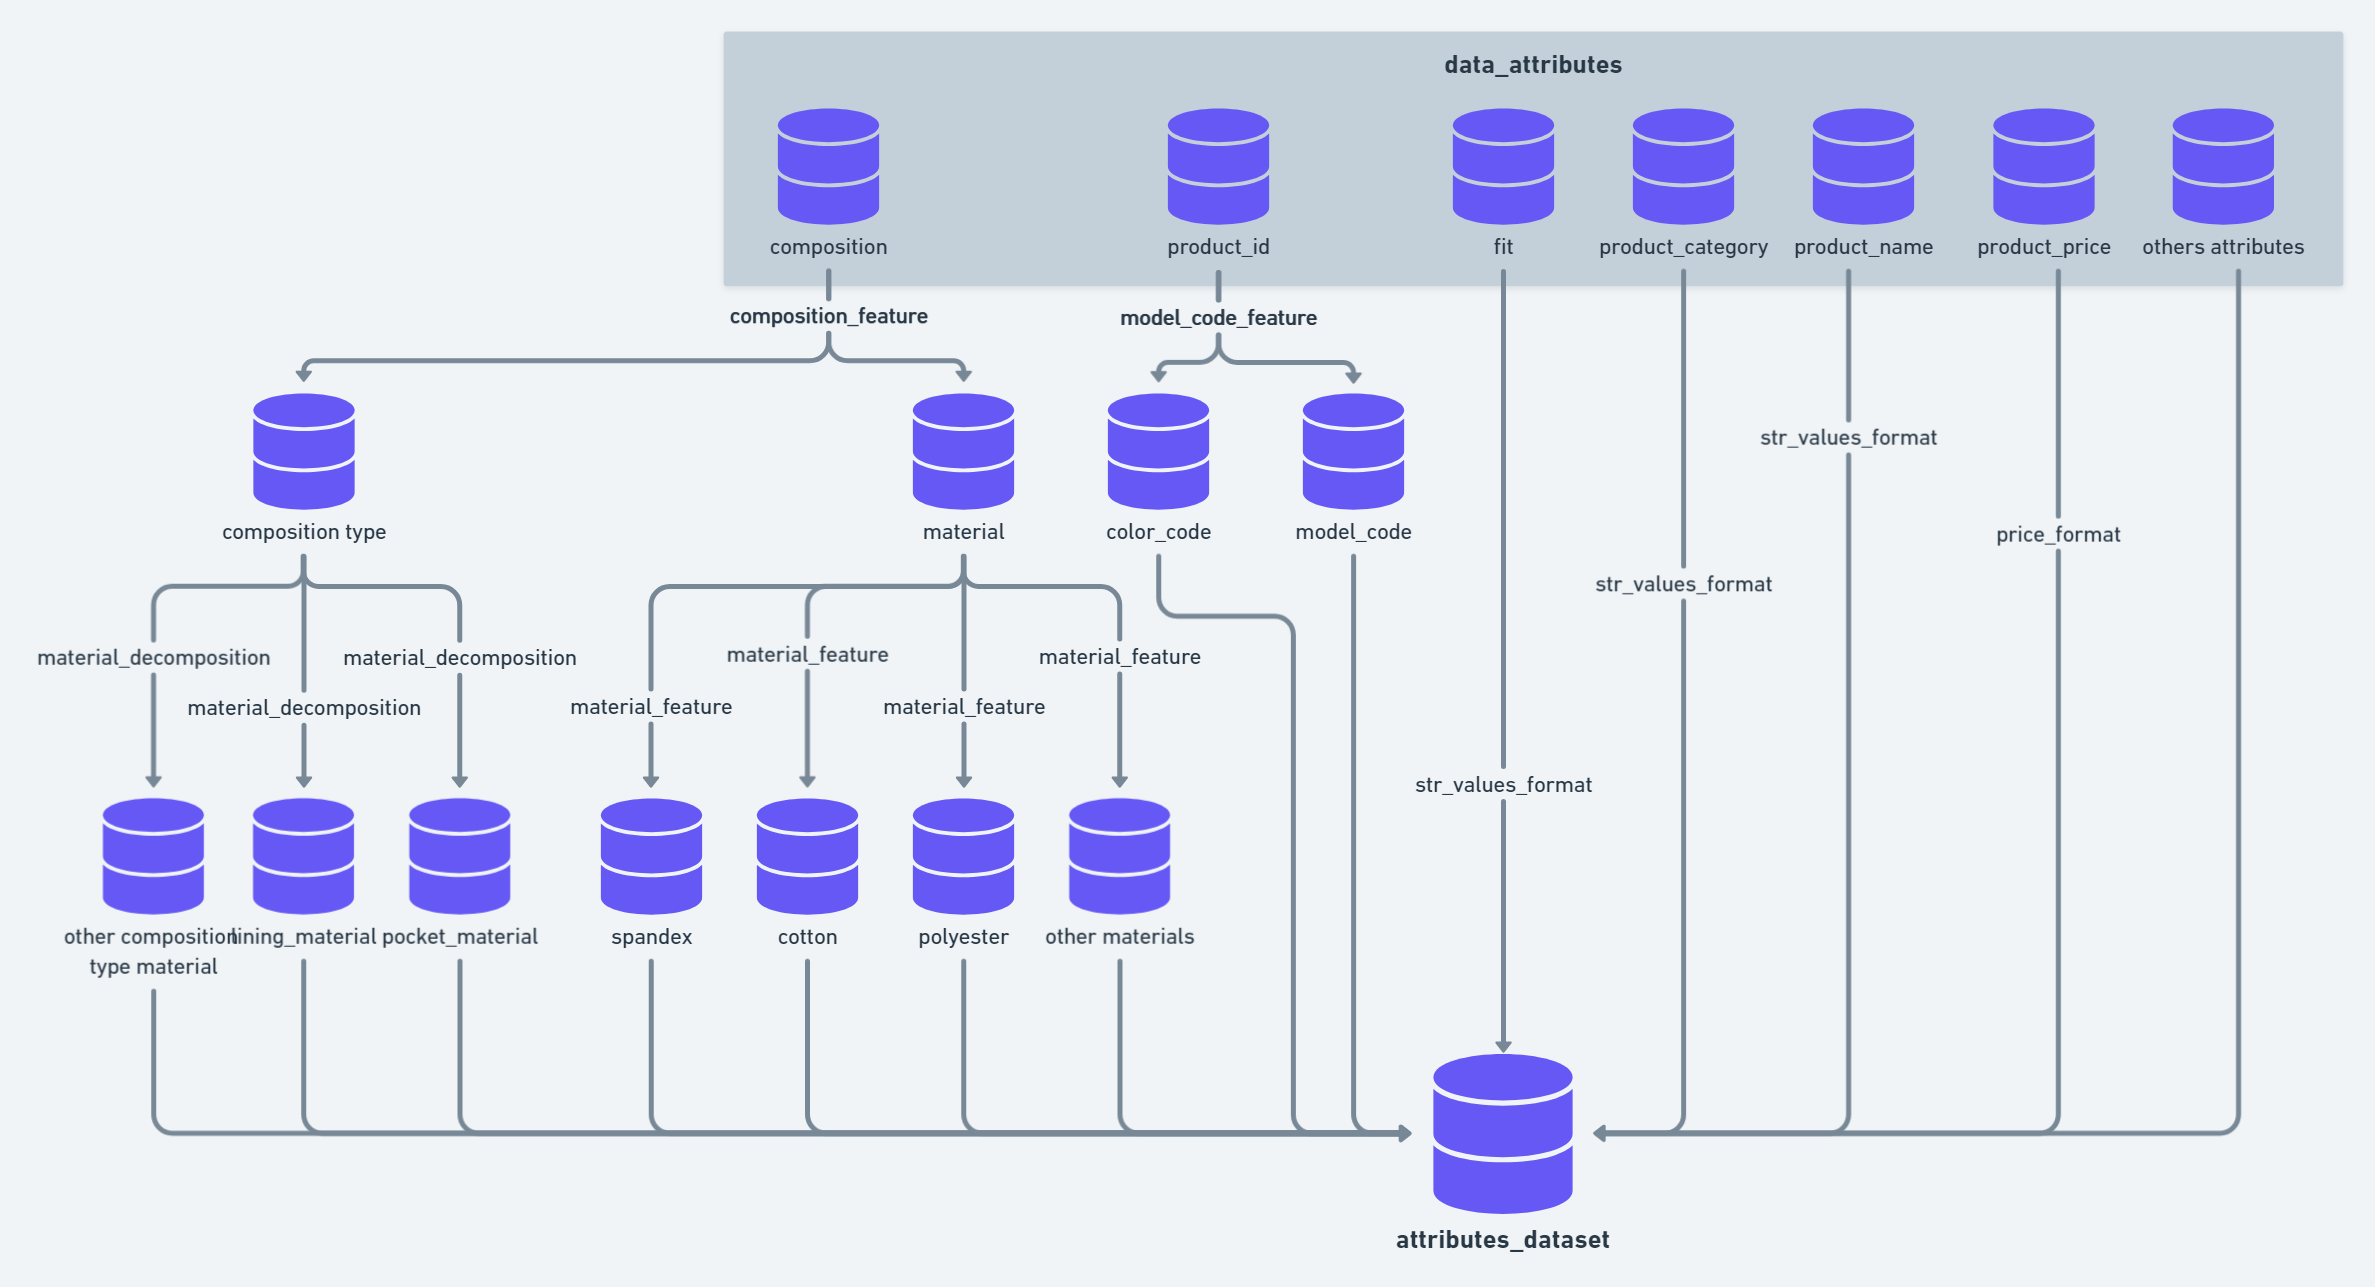 data_attributes
composition
product_id
fit
product_category
product_name
product_price
others attributes
composition_feature
model_code_feature
str_values_format
composition type
material
color_code
model_code
price_format
str_values_format
material_decomposition
material_decomposition
material_feature
material_feature
material_decomposition
material_feature
material_feature
str_values_format
other composition
type material
lining_material
pocket_material
spandex
cotton
polyester
other materials
attributes_dataset